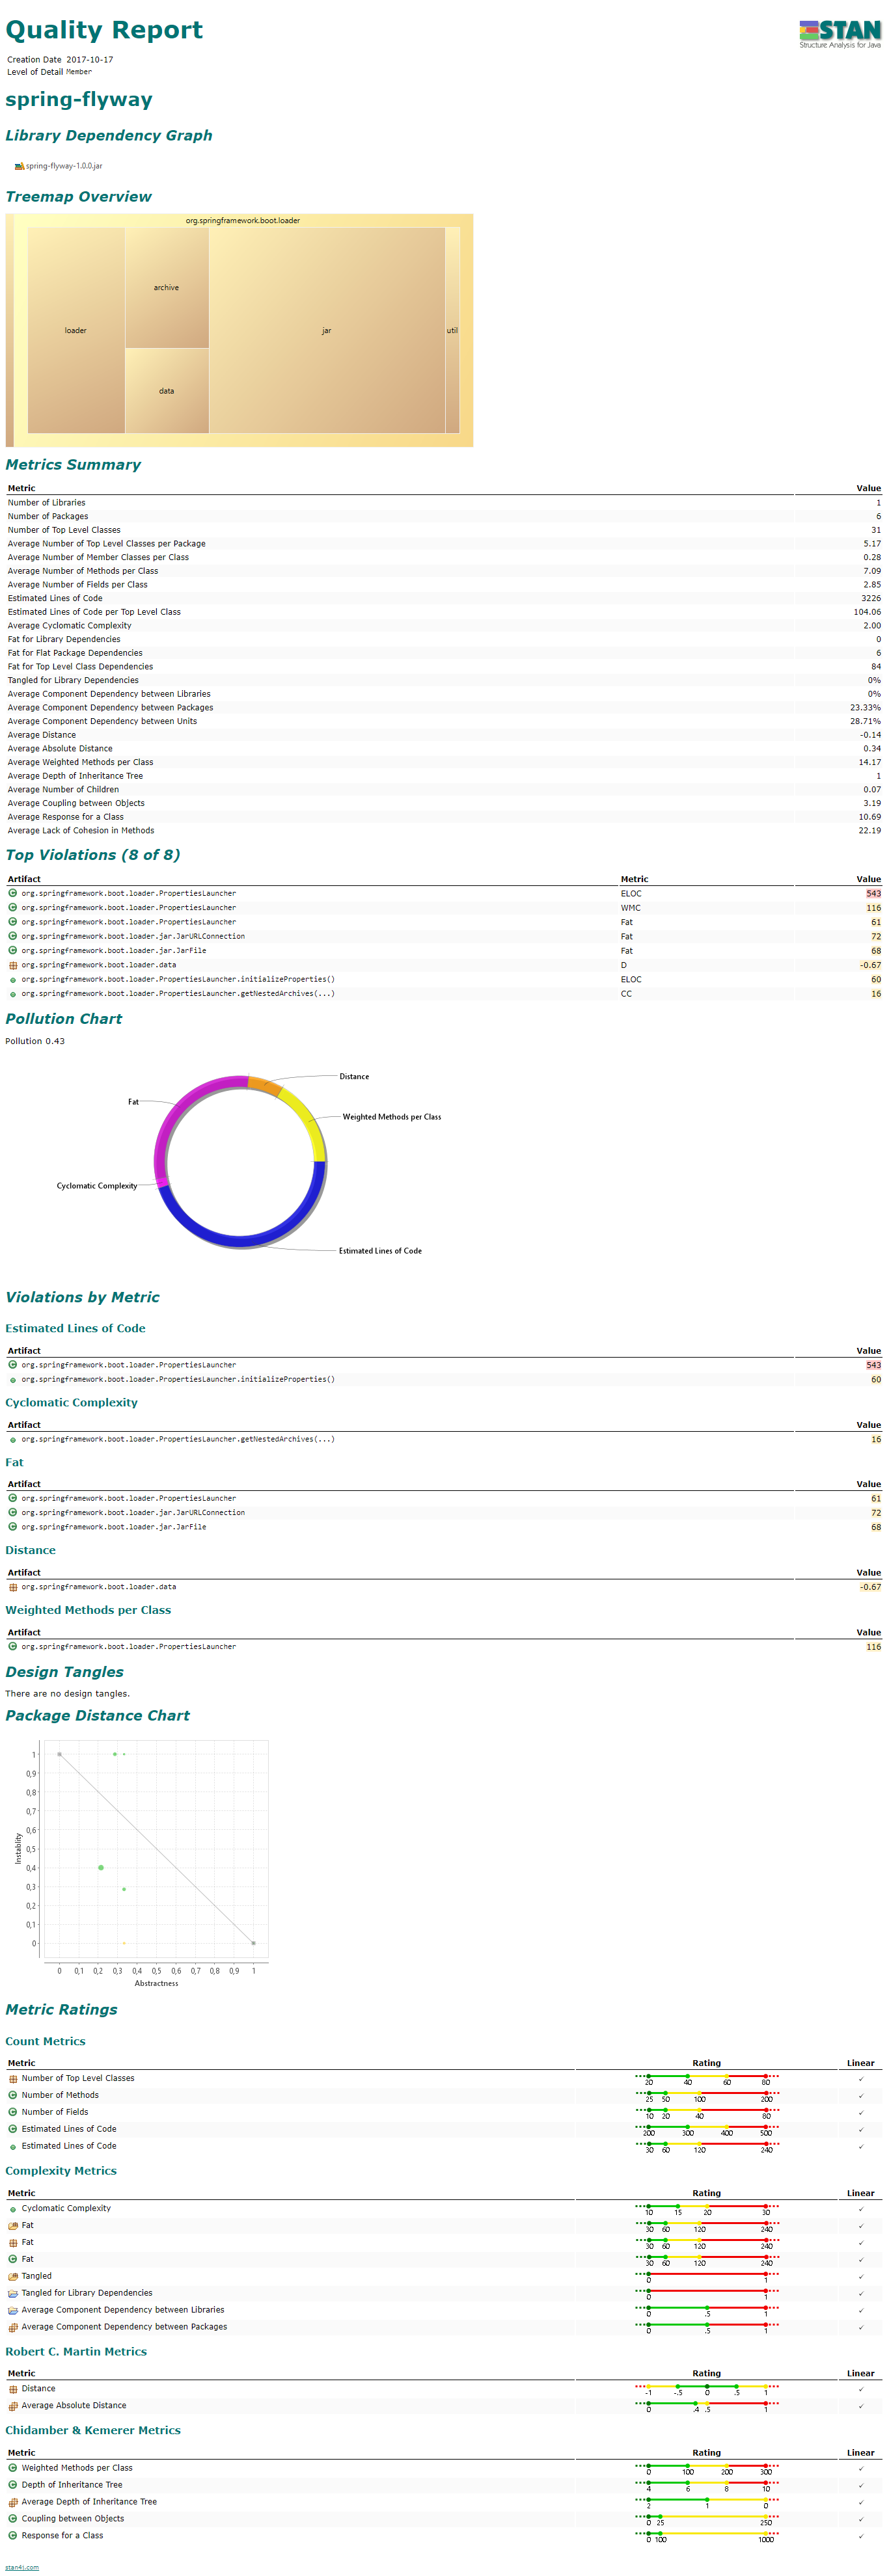 Quality Report
STAN
Structure Analysis for Java
Creation Date 2017-10-17
Level of Detail Member
spring-flyway
Library Dependency Graph
spring-flyway-1.0.0.jar
Treemap Overview
org.springframework.boot.loader
archive
loader
jar
util
data
Metrics Summary
Metric Value
Number of Libraries 1
Number of Packages 6
Number of Top Level Classes 31
Average Number of Top Level Classes per Package 5.17
Average Number of Member Classes per Class 0.28
Average Number of Methods per Class 7.09
Average Number of Fields per Class 2.85
Estimated Lines of Code 3226
Estimated Lines of Code per Top Level Class 104.06
Average Cyclomatic Complexity 2.00
Fat for Library Dependencies 0
Fat for Flat Package Dependencies 6
Fat for Top Level Class Dependencies 84
Tangled for Library Dependencies 0%
Average Component Dependency between Libraries 0%
Average Component Dependency between Packages 23.33%
Average Component Dependency between Units 28.71%
Average Distance -0.14
Average Absolute Distance 0.34
Average Weighted Methods per Class 14.17
Average Depth of Inheritance Tree 1
Average Number of Children 0.07
Average Coupling between Objects 3.19
Average Response for a Class 10.69
Average Lack of Cohesion in Methods 22.19
Top Violations (8 of 8)
Artifact Metric Value
org.springframework.boot.loader.PropertiesLauncher ELOC 543
org.springframework.boot.loader.PropertiesLauncher WMC 116
org.springframework.boot.loader.PropertiesLauncher Fat 61
org.springframework.boot.loader.jar.JarURLConnection Fat 72
org.springframework.boot.loader.jar.JarFile Fat 68
org.springframework.boot.loader.data D -0.67
org.springframework.boot.loader.PropertiesLauncher.initializeProperties() ELOC 60
org.springframework.boot.loader.PropertiesLauncher.getNestedArchives(...) CC 16
Pollution Chart
Pollution 0.43
Distance
Fat
Weighted Methods per Class
Cyclomatic Complexity
Estimated Lines of Code
Violations by Metric
Estimated Lines of Code
Artifact Value
org.springframework.boot.loader.PropertiesLauncher 543
org.springframework.boot.loader.PropertiesLauncher.initializeProperties() 60
Cyclomatic Complexity
Artifact Value
org.springframework.boot.loader.PropertiesLauncher.getNestedArchives(...) 16
Fat
Artifact Value
org.springframework.boot.loader.PropertiesLauncher 61
org.springframework.boot.loader.jar.JarURLConnection 72
org.springframework.boot.loader.jar.JarFile 68
Distance
Artifact Value
org.springframework.boot.loader.data -0.67
Weighted Methods per Class
Artifact Value
org.springframework.boot.loader.PropertiesLauncher 116
Design Tangles
There are no design tangles.
Package Distance Chart
1
0,9
0,8
0,7
0,6
0,5
0,4
0,3
0,2
0,1
0
Instability
0 0,1 0,2 0,3 0,4 0,5 0,6 0,7 0,8 0,9 1
Abstractness
Metric Ratings
Count Metrics
Metric Rating Linear
Number of Top Level Classes 20 40 60 80 ✓
Number of Methods 25 50 100 200 ✓
Number of Fields 10 20 40 80 ✓
Estimated Lines of Code 200 300 400 500 ✓
Estimated Lines of Code 30 60 120 240 ✓
Complexity Metrics
Metric Rating Linear
Cyclomatic Complexity 10 15 20 30 ✓
Fat 30 60 120 240 ✓
Fat 30 60 120 240 ✓
Fat 30 60 120 240 ✓
Tangled 0 1 ✓
Tangled for Library Dependencies 0 1 ✓
Average Component Dependency between Libraries 0 .5 1 ✓
Average Component Dependency between Packages 0 .5 1 ✓
Robert C. Martin Metrics
Metric Rating Linear
Distance -1 -.5 0 .5 1 ✓
Average Absolute Distance 0 .4 .5 1 ✓
Chidamber & Kemerer Metrics
Metric Rating Linear
Weighted Methods per Class 0 100 200 300 ✓
Depth of Inheritance Tree 4 6 8 10 ✓
Average Depth of Inheritance Tree 2 1 0 ✓
Coupling between Objects 0 25 250 ✓
Response for a Class 0 100 1000 ✓
stan4j.com